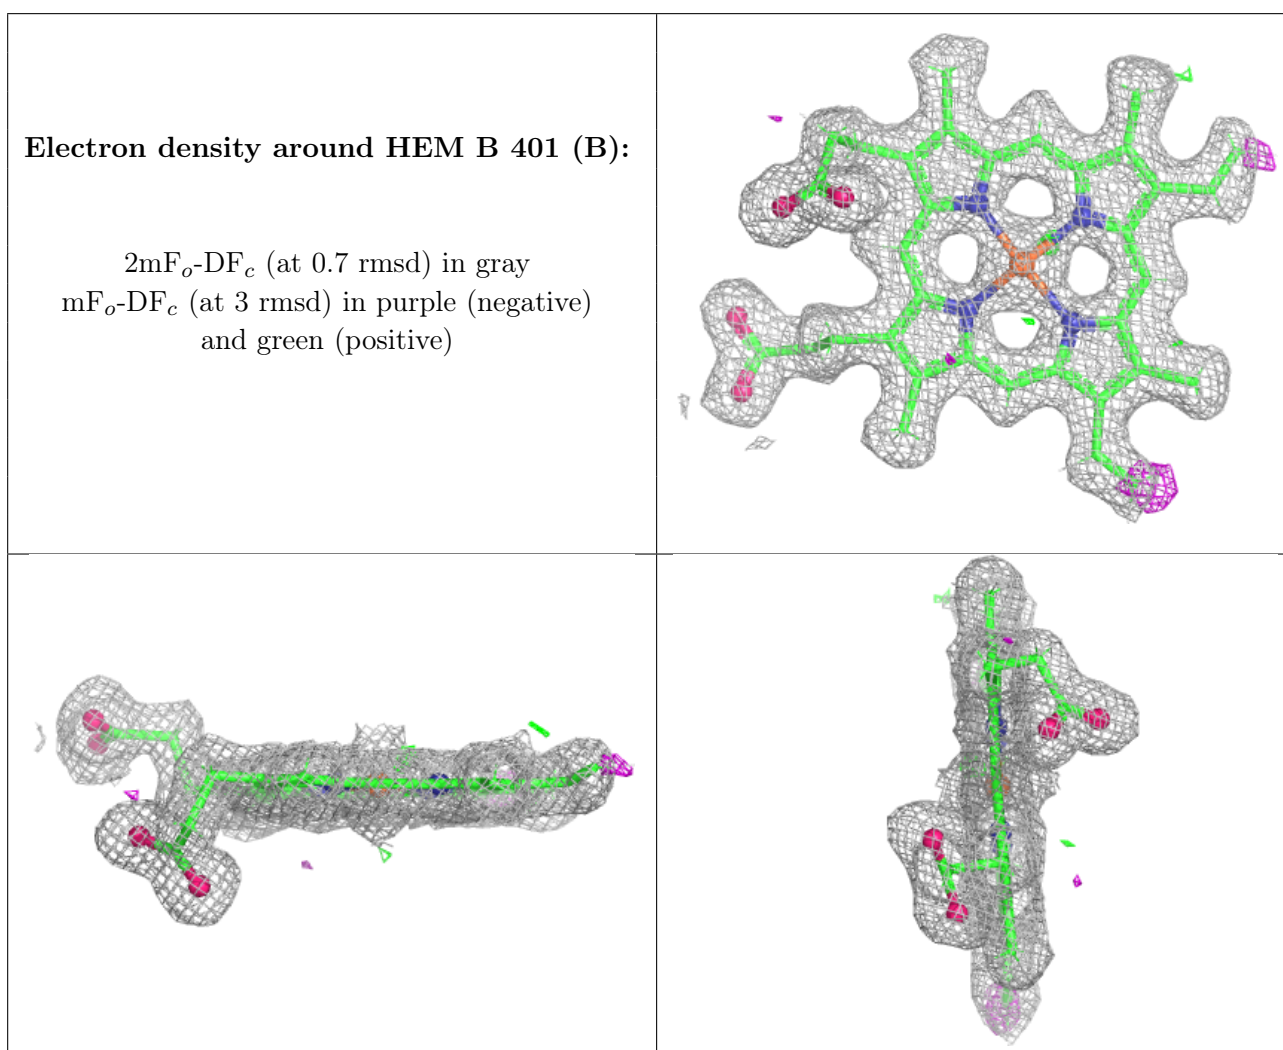 Electron density around HEM B 401 (B):
2mFₒ-DF𝒸 (at 0.7 rmsd) in gray
mFₒ-DF𝒸 (at 3 rmsd) in purple (negative)
and green (positive)